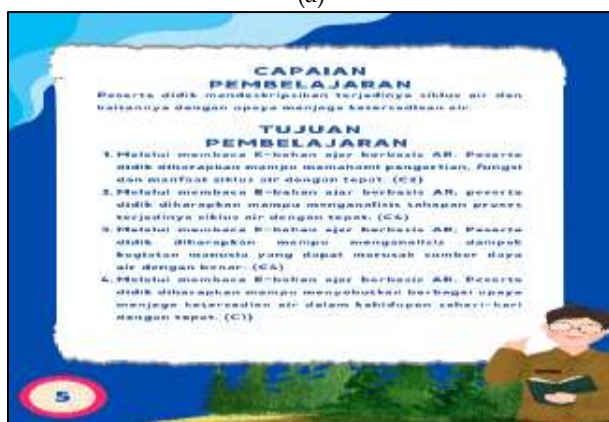 (a)
CAPAIAN
PEMBELAJARAN
Peserta didik mendeskripsikan terjadinya siklus air dan
kaitannya dengan upaya menjaga ketersediaan air.
TUJUAN
PEMBELAJARAN
1. Melalui membaca E-bahan ajar berbasis AR, Peserta
didik diharapkan mampu memahami pengertian, fungsi
dan manfaat siklus air dengan tepat. (C2)
2. Melalui membaca E-bahan ajar berbasis AR, peserta
didik diharapkan mampu menganalisis tahapan proses
terjadinya siklus air dengan tepat. (C4)
3. Melalui membaca E-bahan ajar berbasis AR, Peserta
didik diharapkan mampu menganalisis dampak
kegiatan manusia yang dapat merusak sumber daya
air dengan benar. (C4)
4. Melalui membaca E-bahan ajar berbasis AR, Peserta
didik diharapkan mampu menyebutkan berbagai upaya
menjaga ketersedian air dalam kehidupan sehari-hari
dengan tepat. (C1)
5